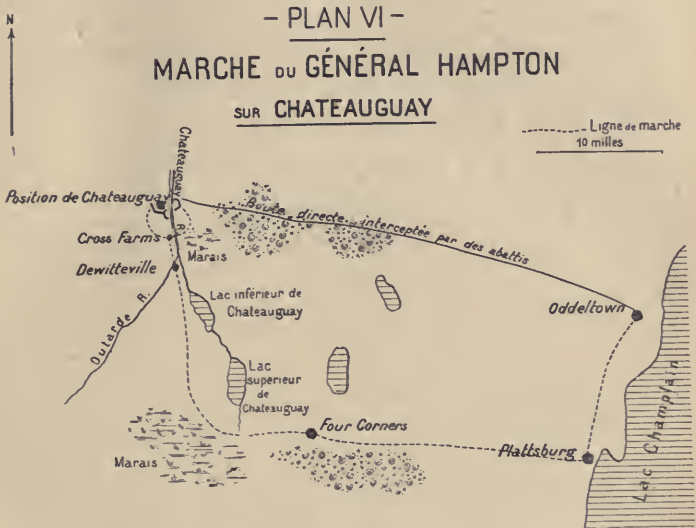 N
- PLAN VI -
MARCHE DU GÉNÉRAL HAMPTON
SUR CHATEAUGUAY
Ligne de marche
10 milles
Chateauguay R.
Position de Chateauguay
Route directe interceptée par des abattis
Cross Farms
Marais
Dewitteville
Lac inférieur de
Chateauguay
Oddeltown
Outarde R.
Lac
supérieur
de
Chateauguay
Four Corners
Plattsburg
Marais
Lac Champlain